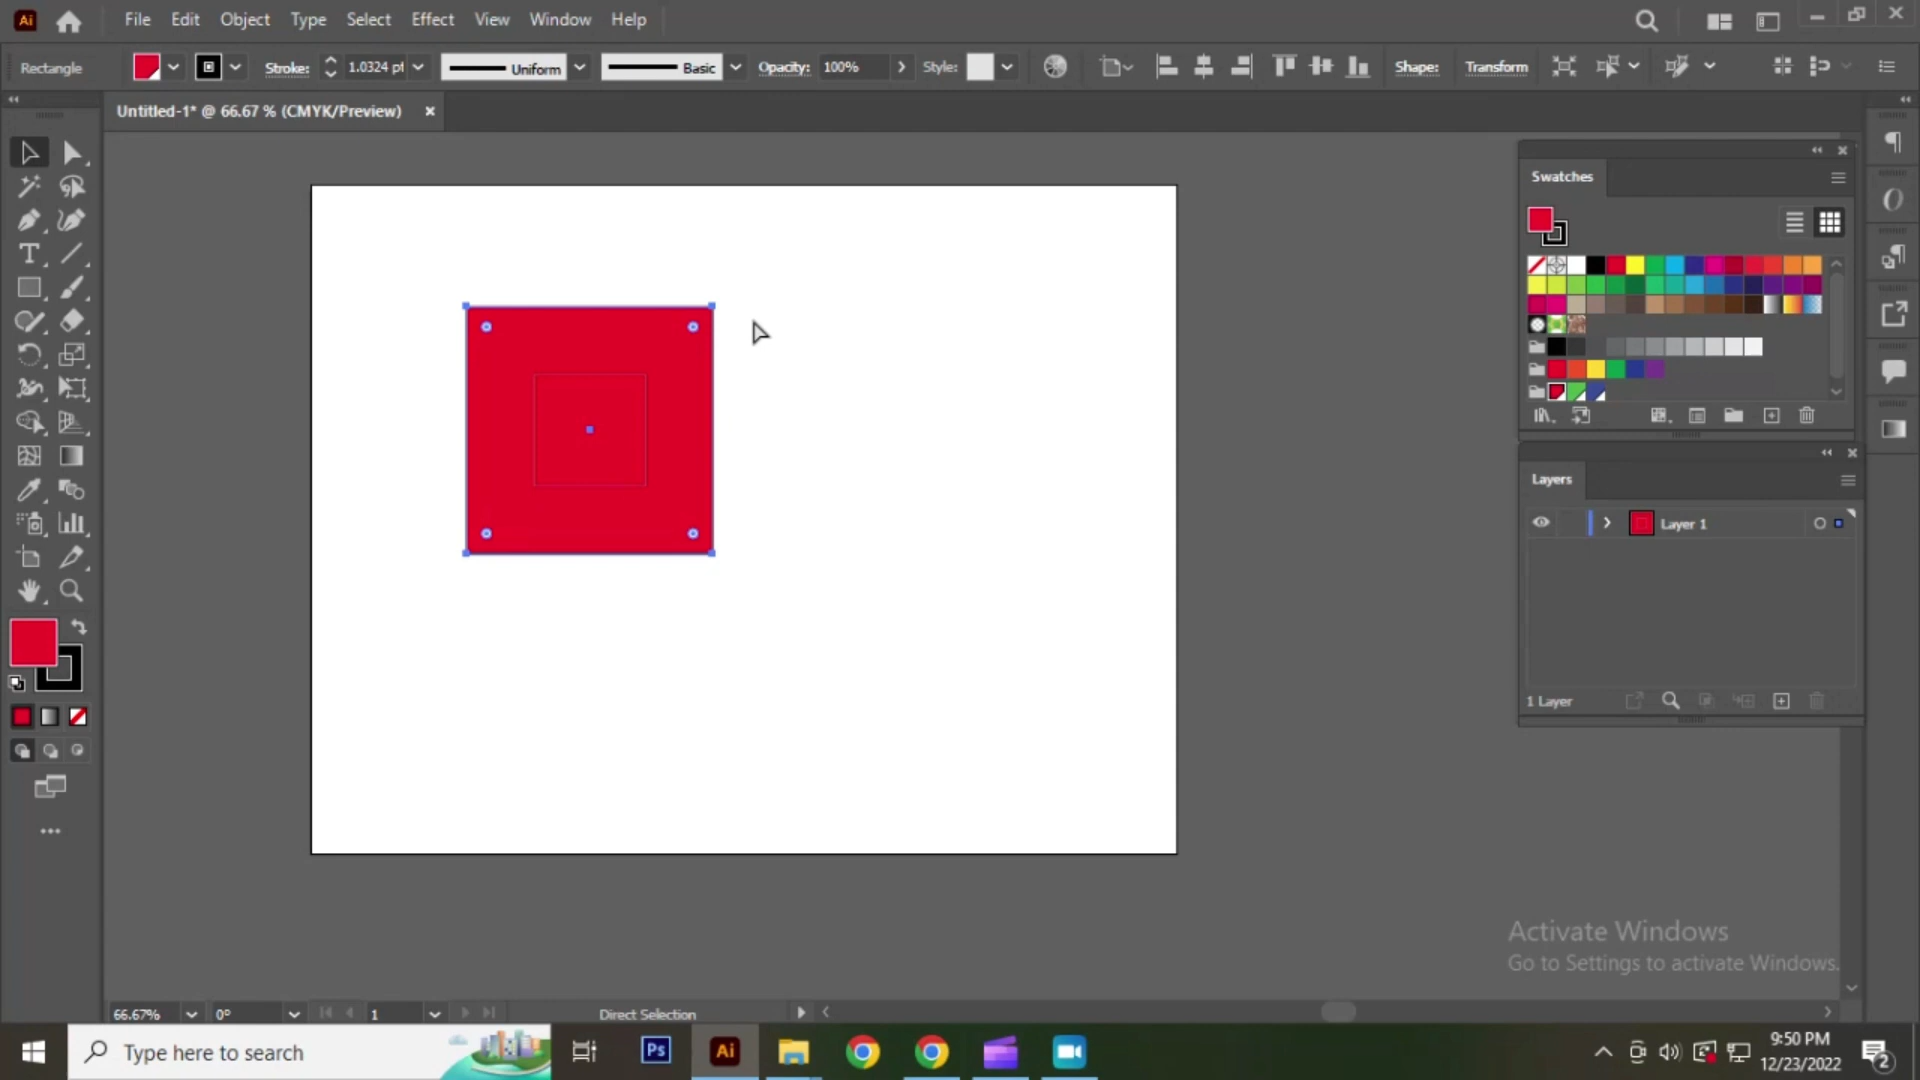 Ai File Edit Object Type Select Effect View Window Help
Rectangle Stroke: 1.0324 pt Uniform Basic Opacity: 100% Style: Shape: Transform
Untitled-1* @ 66.67 % (CMYK/Preview)
Swatches
Layers
Layer 1
1 Layer
Activate Windows
Go to Settings to activate Windows.
66.67% 0° 1 Direct Selection
Type here to search
Ps
Ai
9:50 PM
12/23/2022
2